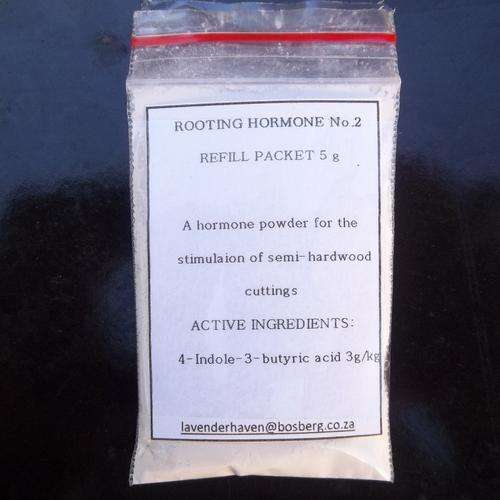 ROOTING HORMONE No.2
REFILL PACKET 5 g
A hormone powder for the
stimulaion of semi-hardwood
cuttings
ACTIVE INGREDIENTS:
4-Indole-3-butyric acid 3g/kg
lavenderhaven@bosberg.co.za